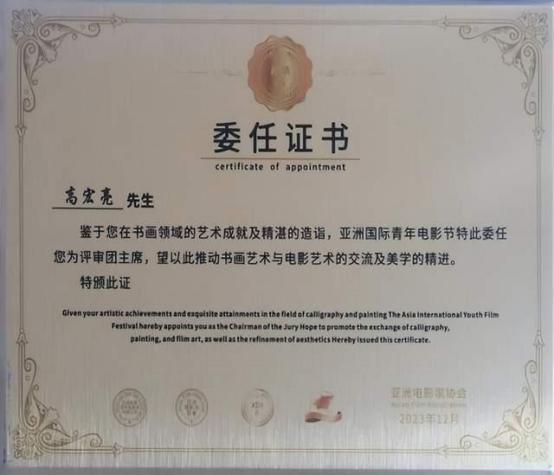 委任证书
certificate of appointment
高宏亮 先生
鉴于您在书画领域的艺术成就及精湛的造诣，亚洲国际青年电影节特此委任
您为评审团主席，望以此推动书画艺术与电影艺术的交流及美学的精进。
特颁此证
Given your artistic achievements and exquisite attainments in the field of calligraphy and painting The Asia International Youth Film
Festival hereby appoints you as the Chairman of the Jury Hope to promote the exchange of calligraphy,
painting, and film art, as well as the refinement of aesthetics Hereby issued this certificate.
亚洲电影家协会
2023年12月